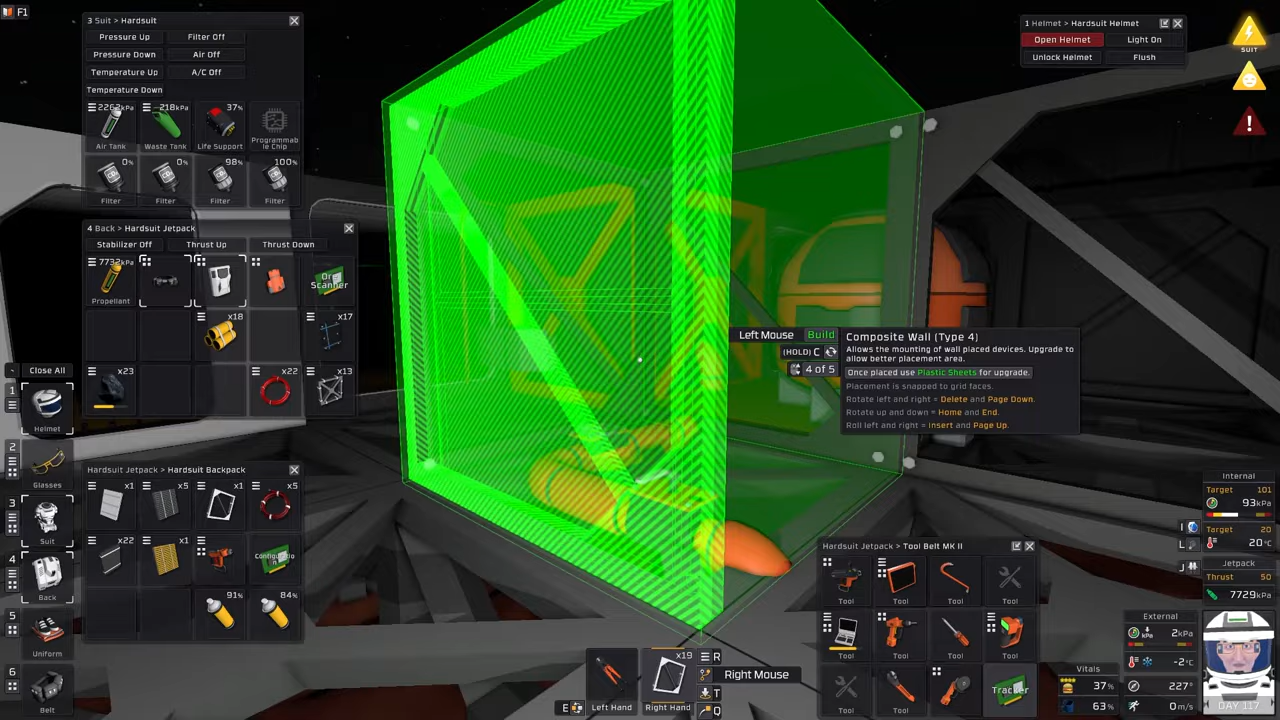 F1
3 Suit > Hardsuit
Pressure Up
Filter Off
Pressure Down
Air Off
Temperature Up
A/C Off
Temperature Down
2262kPa
218kPa
37%
Air Tank
Waste Tank
Life Support
Programmab
le Chip
0%
0%
98%
100%
Filter
Filter
Filter
Filter
4 Back > Hardsuit Jetpack
Stabilizer Off
Thrust Up
Thrust Down
Propellant
Ore
Scanner
x18
x17
x23
x22
x13
Close All
1
Helmet
2
Glasses
3
Suit
4
Back
5
Uniform
6
Belt
Hardsuit Jetpack > Hardsuit Backpack
x1
x5
x1
x5
x22
x1
Configuratio
n
91%
84%
Left Mouse
Build
(HOLD) C
4 of 5
Composite Wall (Type 4)
Allows the mounting of wall placed devices. Upgrade to
allow better placement area.
Once placed use Plastic Sheets for upgrade.
Placement is snapped to grid faces.
Rotate left and right = Delete and Page Down.
Rotate up and down = Home and End.
Roll left and right = Insert and Page Up.
1 Helmet > Hardsuit Helmet
Open Helmet
Light On
Unlock Helmet
Flush
SUIT
E
Left Hand
x19
Right Hand
R
T
Q
Right Mouse
Hardsuit Jetpack > Tool Belt MK II
Tool
Tool
Tool
Tool
Tool
Tool
Tool
Tool
Tool
Tool
Tool
Tracker
Internal
Target 101
93kPa
Target 20
20°C
I
L
J
Jetpack
Thrust 50
7729kPa
External
2kPa
-2°C
227°
0m/s
Vitals
37%
63%
DAY 117